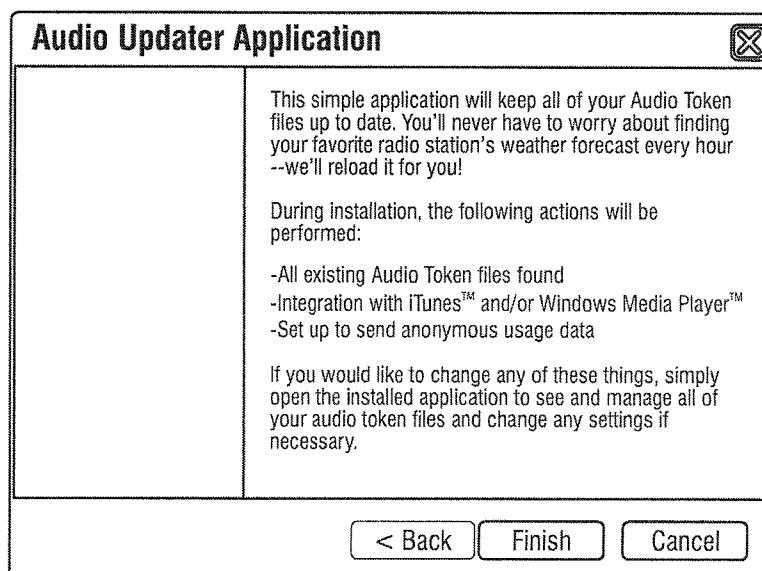 Audio Updater Application
This simple application will keep all of your Audio Token
files up to date. You'll never have to worry about finding
your favorite radio station's weather forecast every hour
--we'll reload it for you!
During installation, the following actions will be
performed:
-All existing Audio Token files found
-Integration with iTunes™ and/or Windows Media Player™
-Set up to send anonymous usage data
If you would like to change any of these things, simply
open the installed application to see and manage all of
your audio token files and change any settings if
necessary.
< Back Finish Cancel